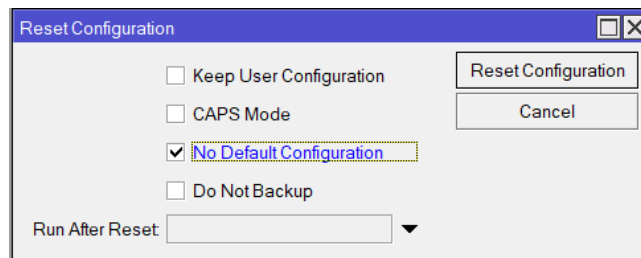 Reset Configuration
Keep User Configuration
Reset Configuration
CAPS Mode
Cancel
No Default Configuration
Do Not Backup
Run After Reset: